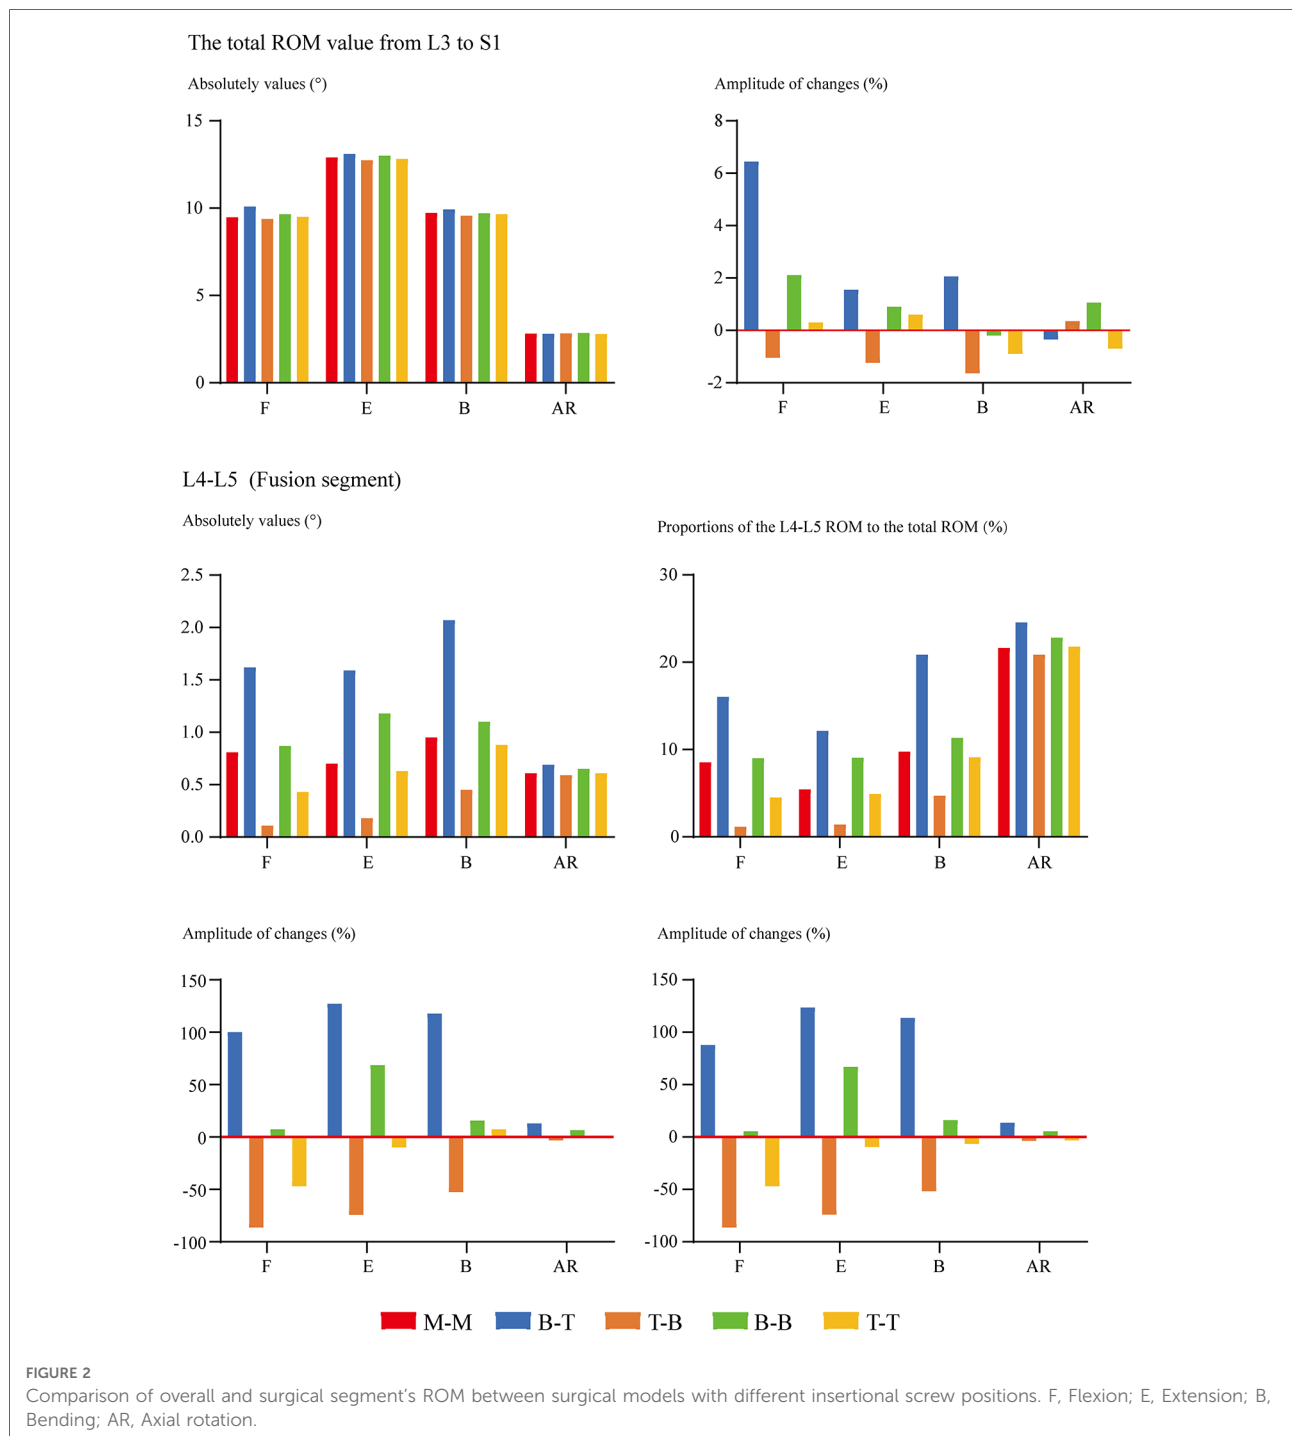 The total ROM value from L3 to S1
Absolutely values (°)
Amplitude of changes (%)
15
10
5
0
F E B AR
8
6
4
2
0
-2
F E B AR
L4-L5 (Fusion segment)
Absolutely values (°)
Proportions of the L4-L5 ROM to the total ROM (%)
2.5
2.0
1.5
1.0
0.5
0.0
F E B AR
30
20
10
0
F E B AR
Amplitude of changes (%)
Amplitude of changes (%)
150
100
50
0
-50
-100
F E B AR
150
100
50
0
-50
-100
F E B AR
M-M B-T T-B B-B T-T
FIGURE 2
Comparison of overall and surgical segment's ROM between surgical models with different insertional screw positions. F, Flexion; E, Extension; B,
Bending; AR, Axial rotation.